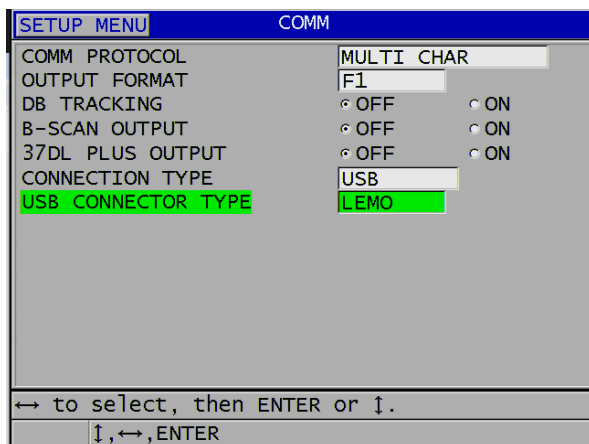 SETUP MENU COMM
COMM PROTOCOL MULTI CHAR
OUTPUT FORMAT F1
DB TRACKING OFF ON
B-SCAN OUTPUT OFF ON
37DL PLUS OUTPUT OFF ON
CONNECTION TYPE USB
USB CONNECTOR TYPE LEMO
↔ to select, then ENTER or ↕.
↕,↔,ENTER